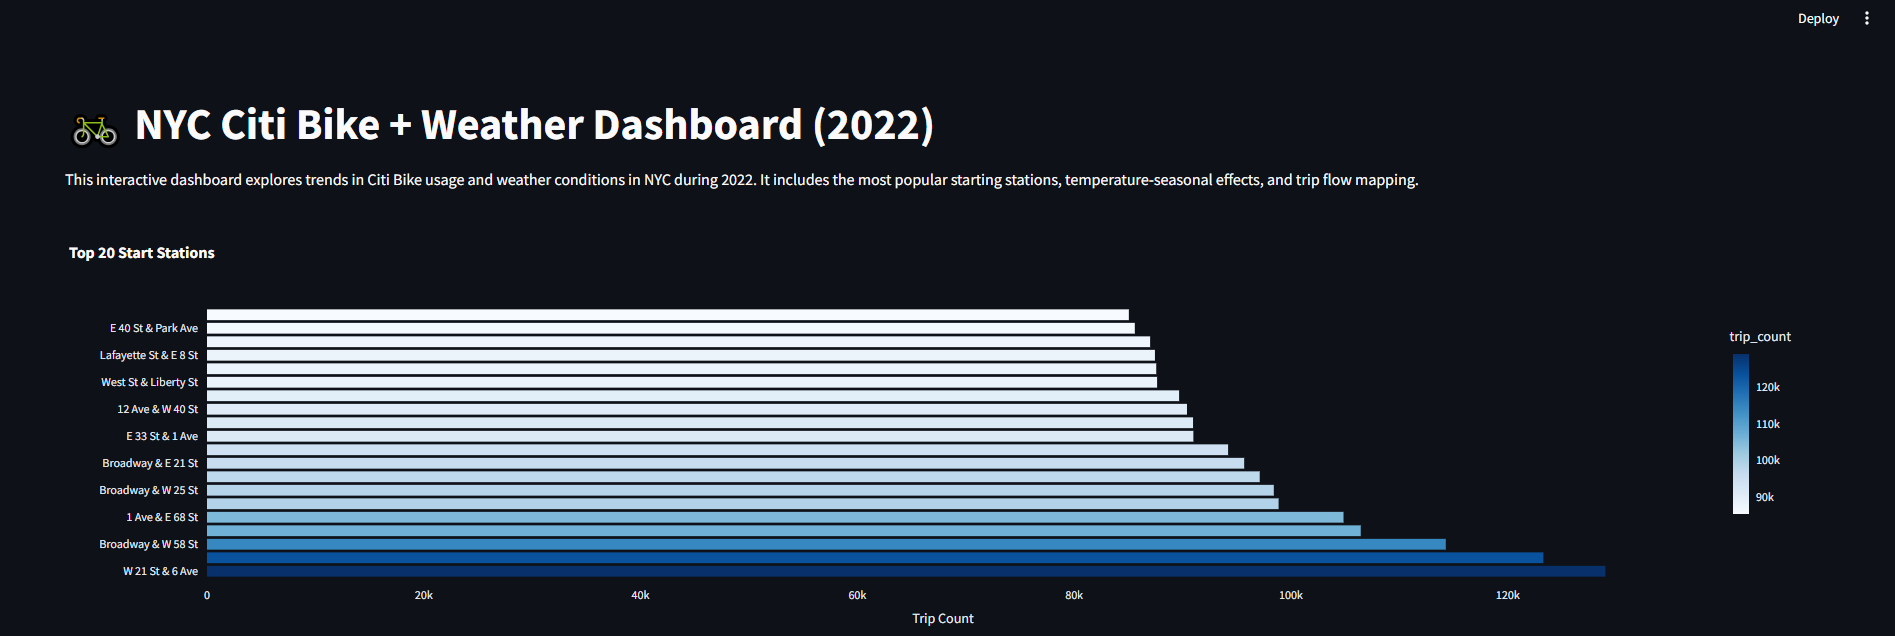 Deploy
NYC Citi Bike + Weather Dashboard (2022)
This interactive dashboard explores trends in Citi Bike usage and weather conditions in NYC during 2022. It includes the most popular starting stations, temperature-seasonal effects, and trip flow mapping.
Top 20 Start Stations
E 40 St & Park Ave
Lafayette St & E 8 St
West St & Liberty St
12 Ave & W 40 St
E 33 St & 1 Ave
Broadway & E 21 St
Broadway & W 25 St
1 Ave & E 68 St
Broadway & W 58 St
W 21 St & 6 Ave
0 20k 40k 60k 80k 100k 120k
Trip Count
trip_count
120k
110k
100k
90k